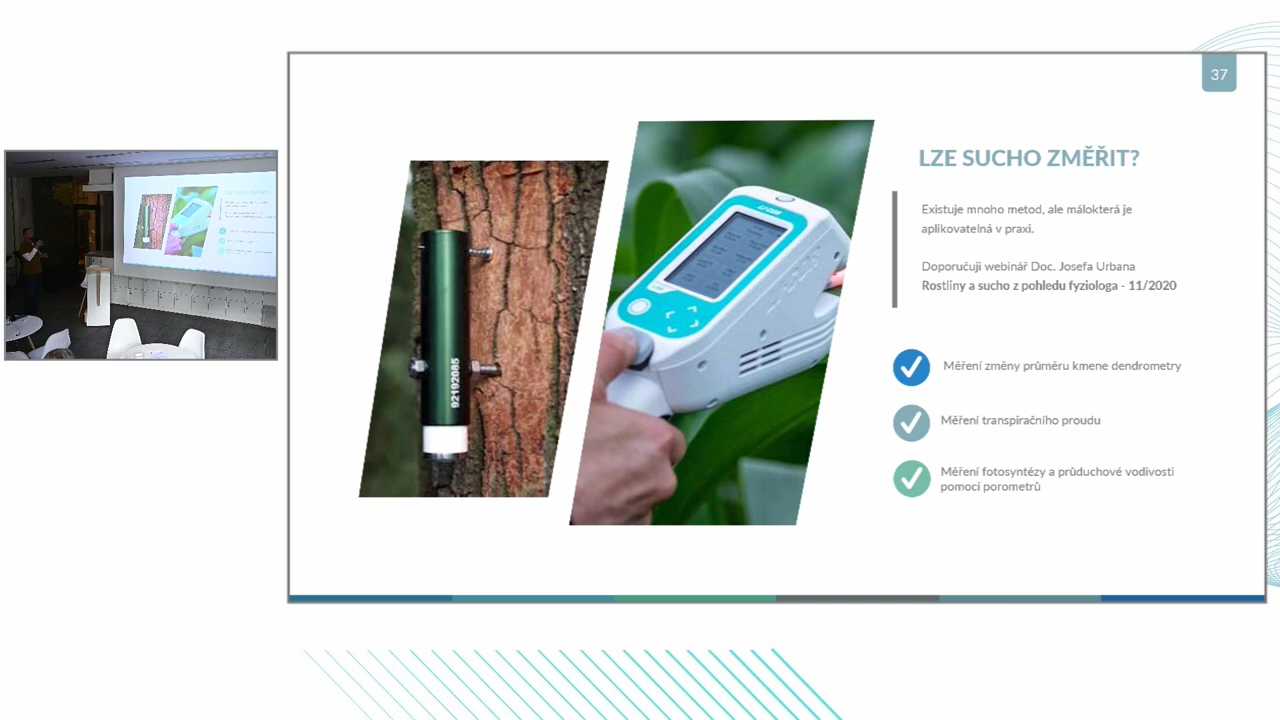 37
LZE SUCHO ZMĚŘIT?
Existuje mnoho metod, ale málokterá je
aplikovatelná v praxi.
Doporučuji webinář Doc. Josefa Urbana
Rostliny a sucho z pohledu fyziologa - 11/2020
Měření změny průměru kmene dendrometry
Měření transpiračního proudu
Měření fotosyntézy a průduchové vodivosti
pomocí porometrů
92192085
LI-COR